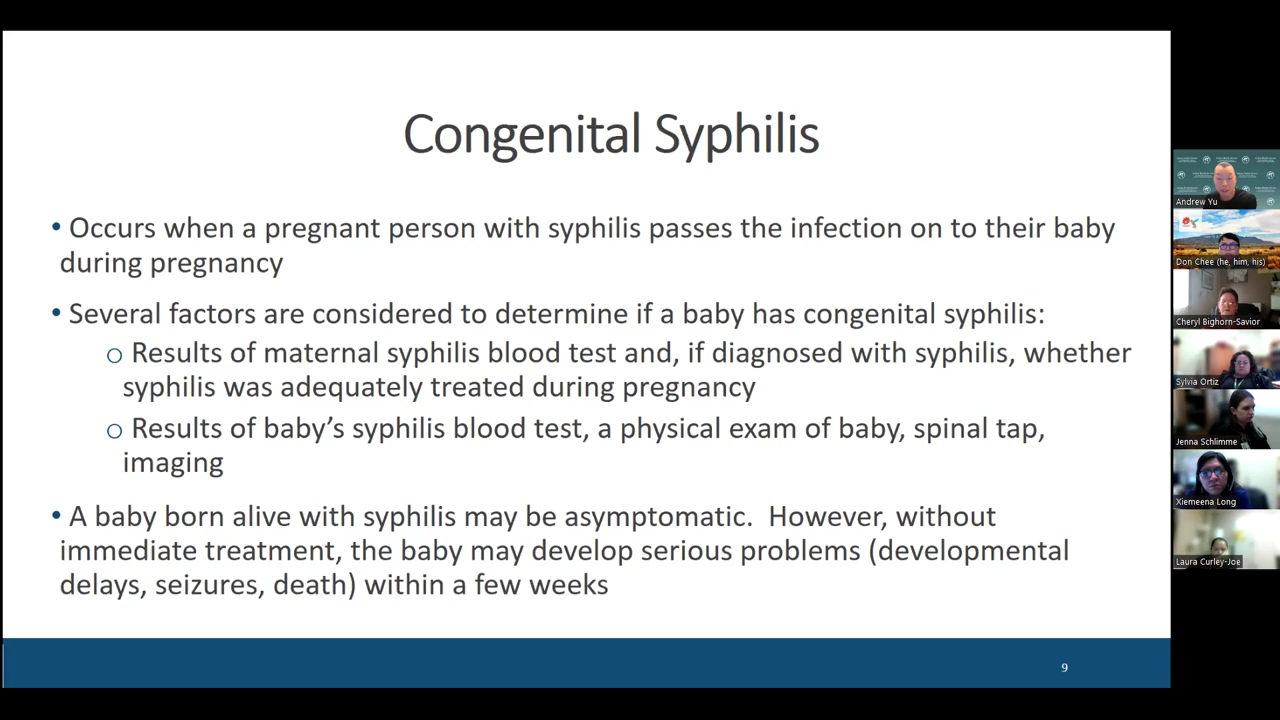 Congenital Syphilis
• Occurs when a pregnant person with syphilis passes the infection on to their baby
during pregnancy
• Several factors are considered to determine if a baby has congenital syphilis:
o Results of maternal syphilis blood test and, if diagnosed with syphilis, whether
syphilis was adequately treated during pregnancy
o Results of baby’s syphilis blood test, a physical exam of baby, spinal tap,
imaging
• A baby born alive with syphilis may be asymptomatic.  However, without
immediate treatment, the baby may develop serious problems (developmental
delays, seizures, death) within a few weeks
9
Andrew Yu
Don Chee (he, him, his)
Cheryl Bighorn-Savior
Sylvia Ortiz
Jenna Schlimme
Xiemeena Long
Laura Curley-Joe